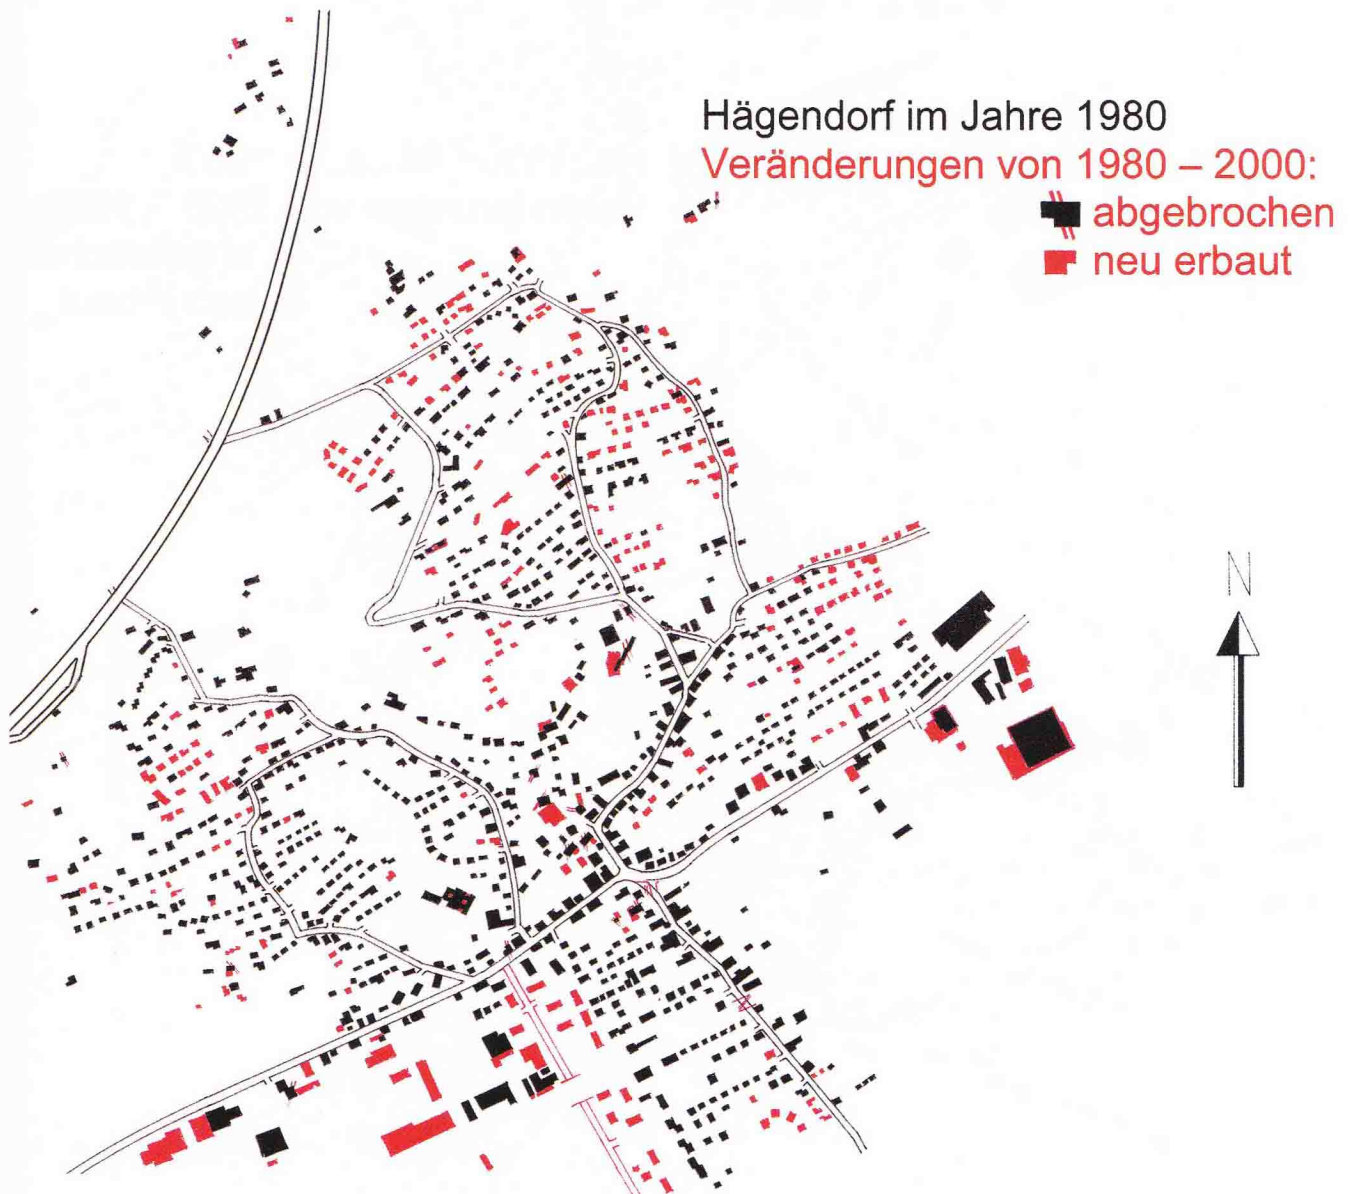 Hägendorf im Jahre 1980
Veränderungen von 1980 – 2000:
abgebrochen
neu erbaut
N